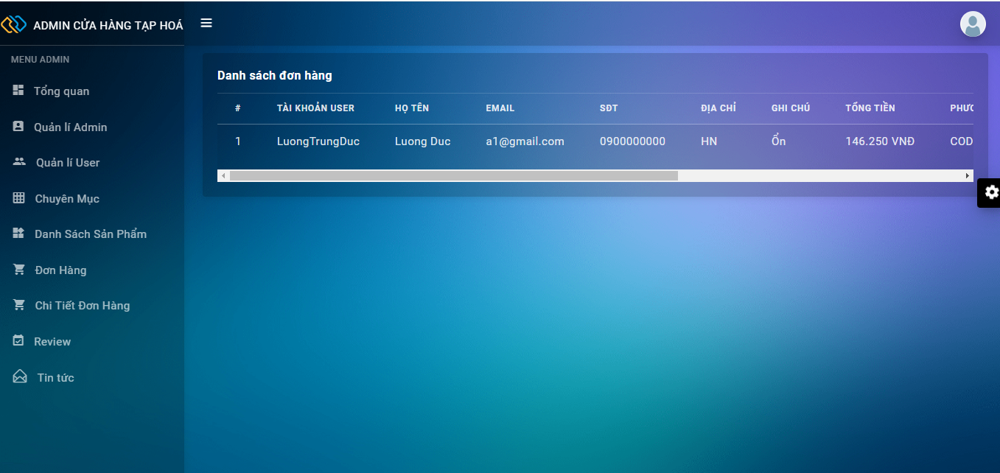 ADMIN CỬA HÀNG TẠP HOÁ
MENU ADMIN
Tổng quan
Quản lí Admin
Quản lí User
Chuyên Mục
Danh Sách Sản Phẩm
Đơn Hàng
Chi Tiết Đơn Hàng
Review
Tin tức
Danh sách đơn hàng
# TÀI KHOẢN USER HỌ TÊN EMAIL SĐT ĐỊA CHỈ GHI CHÚ TỔNG TIỀN
1 LuongTrungDuc Luong Duc a1@gmail.com 0900000000 HN Ổn 146.250 VNĐ COD